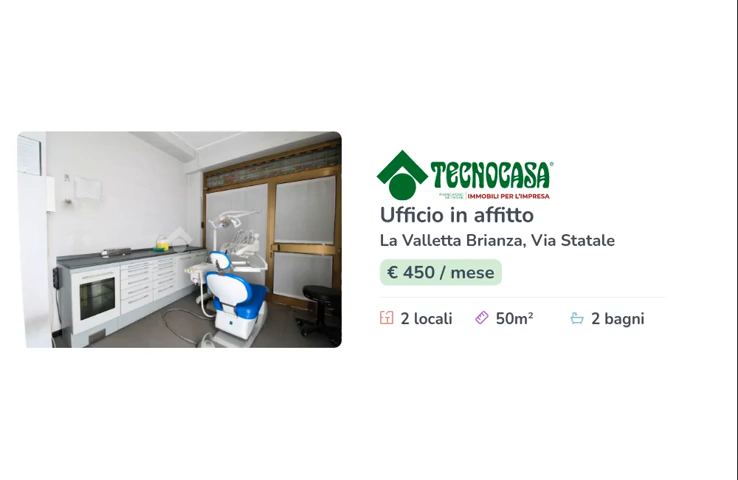 TECNOCASA®
IMMOBILI PER L'IMPRESA
Ufficio in affitto
La Valletta Brianza, Via Statale
€ 450 / mese
2 locali
50m²
2 bagni